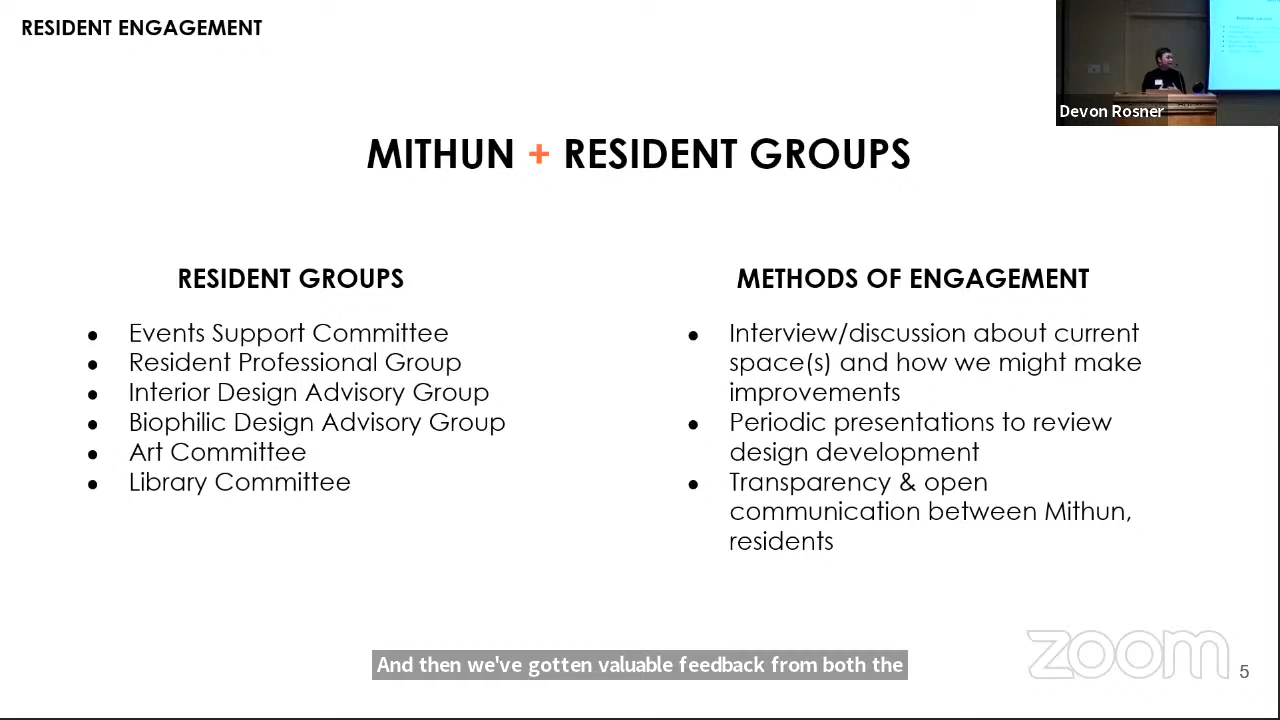 RESIDENT ENGAGEMENT
Devon Rosner
MITHUN + RESIDENT GROUPS
RESIDENT GROUPS
● Events Support Committee
● Resident Professional Group
● Interior Design Advisory Group
● Biophilic Design Advisory Group
● Art Committee
● Library Committee
METHODS OF ENGAGEMENT
● Interview/discussion about current
space(s) and how we might make
improvements
● Periodic presentations to review
design development
● Transparency & open
communication between Mithun,
residents
And then we've gotten valuable feedback from both the
zoom
5